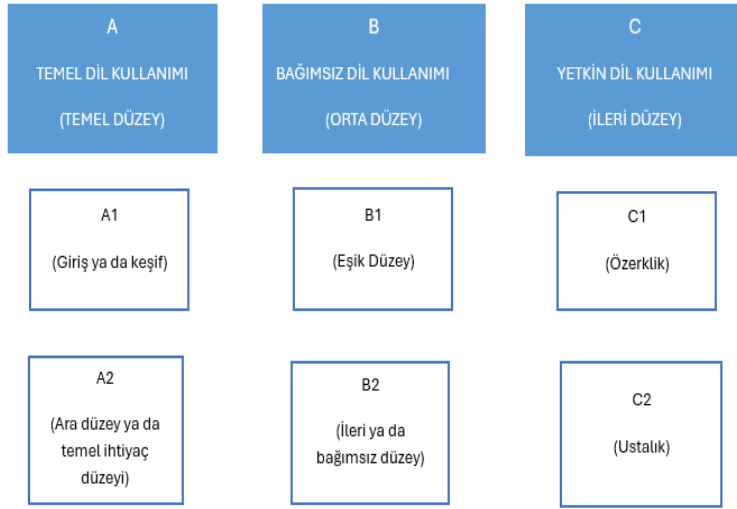 A
TEMEL DİL KULLANIMI
(TEMEL DÜZEY)
B
BAĞIMSIZ DİL KULLANIMI
(ORTA DÜZEY)
C
YETKİN DİL KULLANIMI
(İLERİ DÜZEY)
A1
(Giriş ya da keşif)
B1
(Eşik Düzey)
C1
(Özerklik)
A2
(Ara düzey ya da
temel ihtiyaç
düzeyi)
B2
(İleri ya da
bağımsız düzey)
C2
(Ustalık)